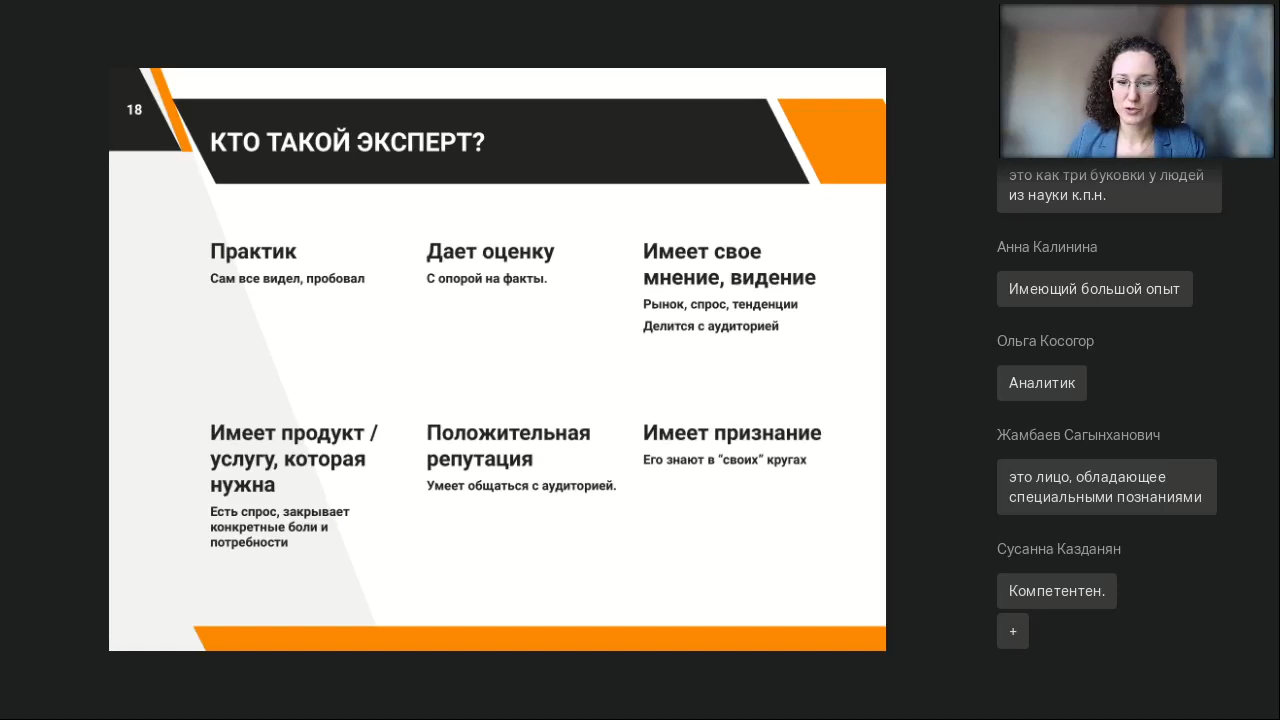 18
КТО ТАКОЙ ЭКСПЕРТ?
Практик
Сам все видел, пробовал
Дает оценку
С опорой на факты.
Имеет свое
мнение, видение
Рынок, спрос, тенденции
Делится с аудиторией
Имеет продукт /
услугу, которая
нужна
Есть спрос, закрывает
конкретные боли и
потребности
Положительная
репутация
Умеет общаться с аудиторией.
Имеет признание
Его знают в “своих” кругах
это как три буковки у людей
из науки к.п.н.
Анна Калинина
Имеющий большой опыт
Ольга Косогор
Аналитик
Жамбаев Сагынханович
это лицо, обладающее
специальными познаниями
Сусанна Казданян
Компетентен.
+